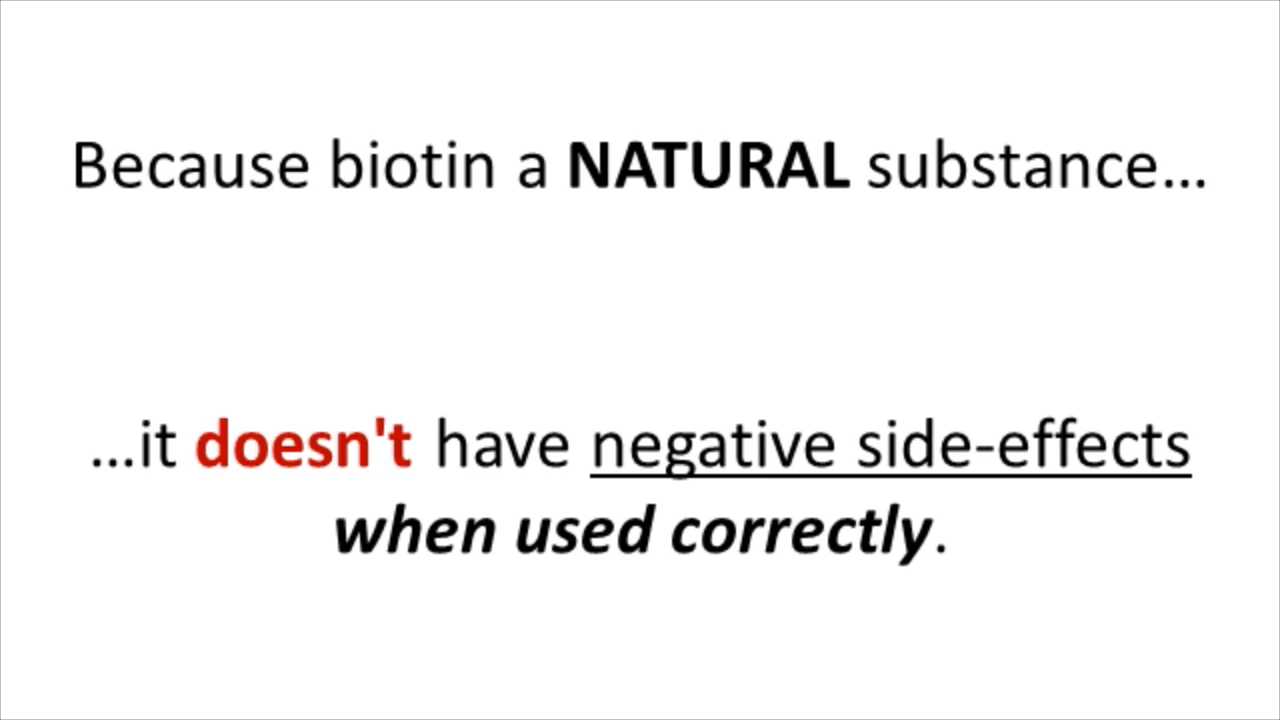 Because biotin a NATURAL substance...
...it doesn't have negative side-effects
when used correctly.